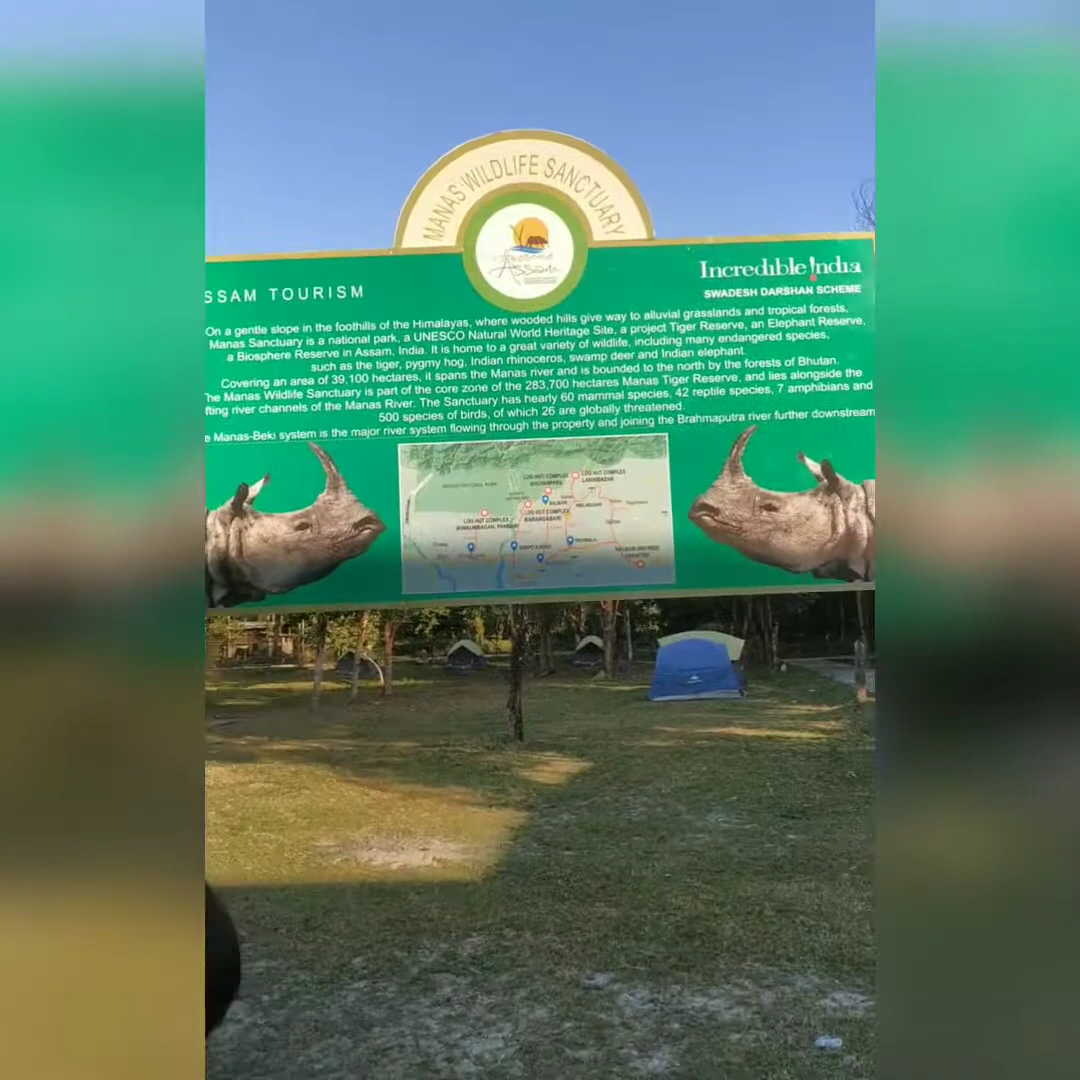 MANAS WILDLIFE SANCTUARY
Assam
Incredible !ndia
SSAM TOURISM
SWADESH DARSHAN SCHEME
On a gentle slope in the foothills of the Himalayas, where wooded hills give way to alluvial grasslands and tropical forests,
Manas Sanctuary is a national park, a UNESCO Natural World Heritage Site, a project Tiger Reserve, an Elephant Reserve,
a Biosphere Reserve in Assam, India. It is home to a great variety of wildlife, including many endangered species,
such as the tiger, pygmy hog, Indian rhinoceros, swamp deer and Indian elephant.
Covering an area of 39,100 hectares, it spans the Manas river and is bounded to the north by the forests of Bhutan.
The Manas Wildlife Sanctuary is part of the core zone of the 283,700 hectares Manas Tiger Reserve, and lies alongside the
fting river channels of the Manas River. The Sanctuary has nearly 60 mammal species, 42 reptile species, 7 amphibians and
500 species of birds, of which 26 are globally threatened.
e Manas-Beki system is the major river system flowing through the property and joining the Brahmaputra river further downstream
LOG HUT COMPLEX
LOG HUT COMPLEX
LOG HUT COMPLEX
LOG HUT COMPLEX
BARANGABARI